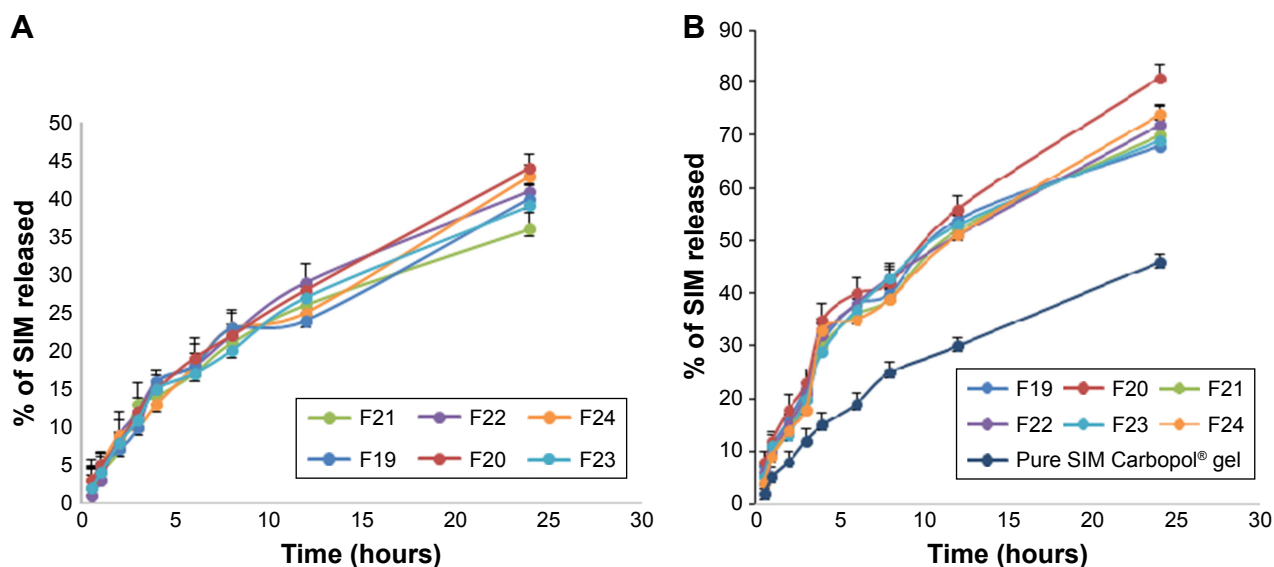 A
% of SIM released
50
45
40
35
30
25
20
15
10
5
0
0 5 10 15 20 25 30
Time (hours)
F21 F22 F24
F19 F20 F23
B
% of SIM released
90
80
70
60
50
40
30
20
10
0
0 5 10 15 20 25 30
Time (hours)
F19 F20 F21
F22 F23 F24
Pure SIM Carbopol® gel